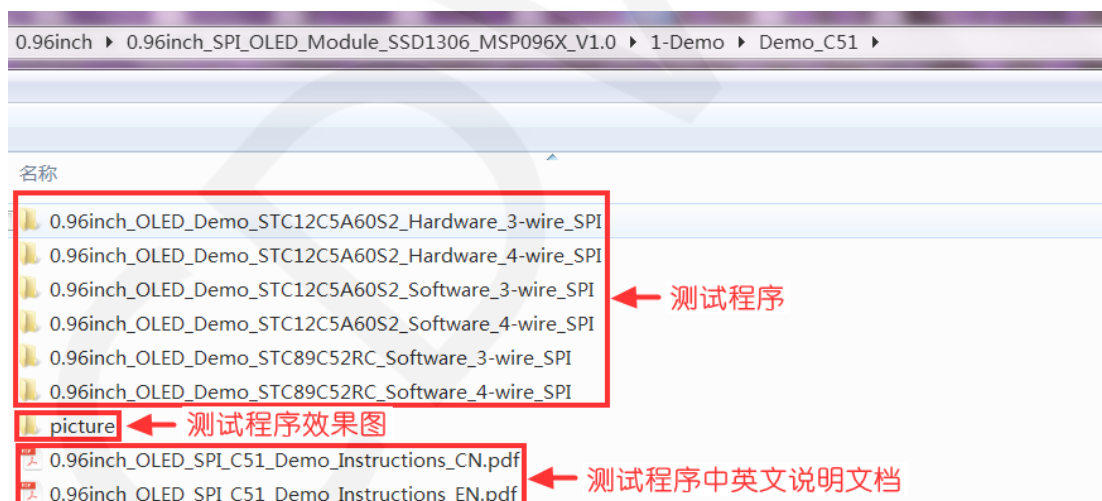 0.96inch ▸ 0.96inch_SPI_OLED_Module_SSD1306_MSP096X_V1.0 ▸ 1-Demo ▸ Demo_C51 ▸
名称
0.96inch_OLED_Demo_STC12C5A60S2_Hardware_3-wire_SPI
0.96inch_OLED_Demo_STC12C5A60S2_Hardware_4-wire_SPI
0.96inch_OLED_Demo_STC12C5A60S2_Software_3-wire_SPI
测试程序
0.96inch_OLED_Demo_STC12C5A60S2_Software_4-wire_SPI
0.96inch_OLED_Demo_STC89C52RC_Software_3-wire_SPI
0.96inch_OLED_Demo_STC89C52RC_Software_4-wire_SPI
picture 测试程序效果图
0.96inch_OLED_SPI_C51_Demo_Instructions_CN.pdf
测试程序中英文说明文档
0.96inch_OLED_SPI_C51_Demo_Instructions_EN.pdf